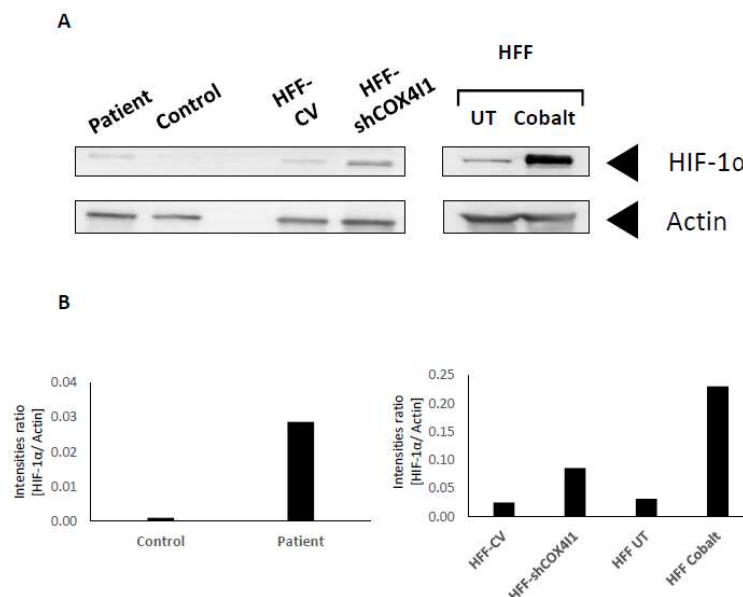 A
HFF
Patient
Control
HFF-
CV
HFF-
shCOX4I1
UT Cobalt
HIF-1α
Actin
B
Intensities ratio
[HIF-1α/ Actin]
0.04
0.03
0.02
0.01
0.00
Control
Patient
Intensities ratio
[HIF-1α/ Actin]
0.25
0.20
0.15
0.10
0.05
0.00
HFF-CV
HFF-shCOX4I1
HFF UT
HFF Cobalt